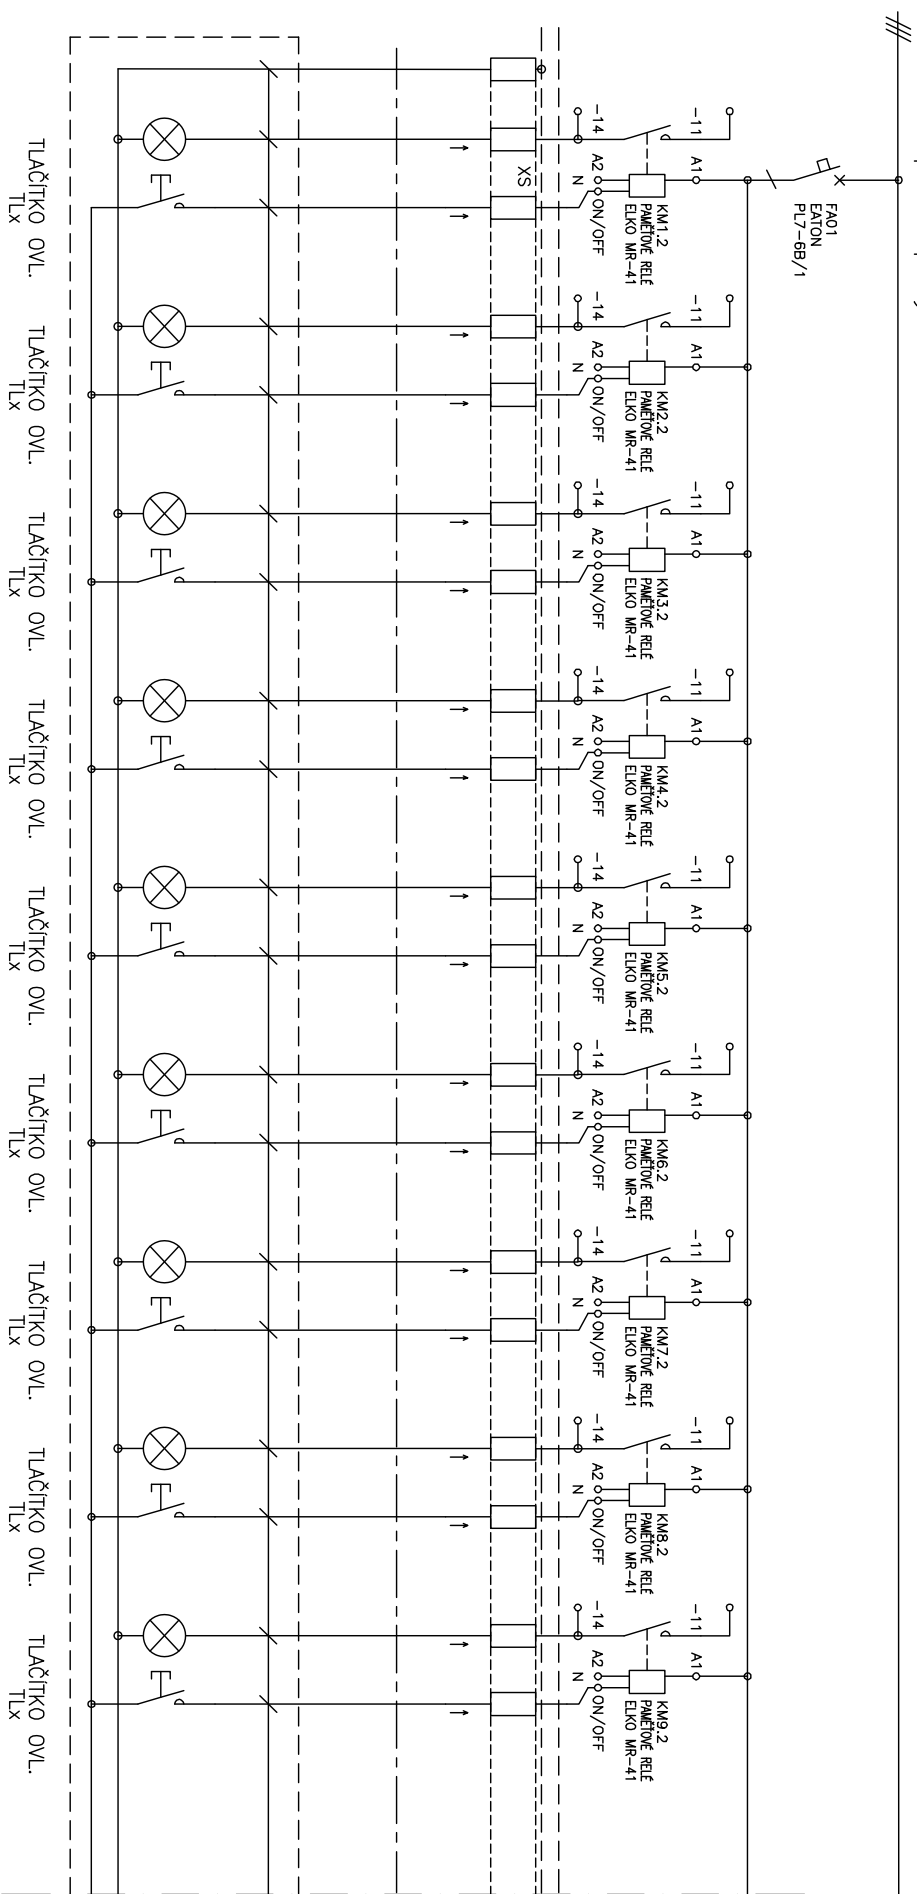 FA01
EATON
PL7-6B/1
-11
-14
A1
A2
N
ON/OFF
KM1.2
PAMĚŤOVÉ RELÉ
ELKO MR-41
XS
TLAČÍTKO OVL.
TLx
-11
-14
A1
A2
N
ON/OFF
KM2.2
PAMĚŤOVÉ RELÉ
ELKO MR-41
TLAČÍTKO OVL.
TLx
-11
-14
A1
A2
N
ON/OFF
KM3.2
PAMĚŤOVÉ RELÉ
ELKO MR-41
TLAČÍTKO OVL.
TLx
-11
-14
A1
A2
N
ON/OFF
KM4.2
PAMĚŤOVÉ RELÉ
ELKO MR-41
TLAČÍTKO OVL.
TLx
-11
-14
A1
A2
N
ON/OFF
KM5.2
PAMĚŤOVÉ RELÉ
ELKO MR-41
TLAČÍTKO OVL.
TLx
-11
-14
A1
A2
N
ON/OFF
KM6.2
PAMĚŤOVÉ RELÉ
ELKO MR-41
TLAČÍTKO OVL.
TLx
-11
-14
A1
A2
N
ON/OFF
KM7.2
PAMĚŤOVÉ RELÉ
ELKO MR-41
TLAČÍTKO OVL.
TLx
-11
-14
A1
A2
N
ON/OFF
KM8.2
PAMĚŤOVÉ RELÉ
ELKO MR-41
TLAČÍTKO OVL.
TLx
-11
-14
A1
A2
N
ON/OFF
KM9.2
PAMĚŤOVÉ RELÉ
ELKO MR-41
TLAČÍTKO OVL.
TLx